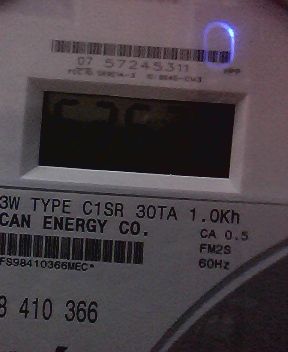 07 57245311
3W TYPE C1SR 30TA 1.0Kh
CAN ENERGY CO.
CA 0.5
FM2S
FS98410366MEC*
60Hz
8 410 366